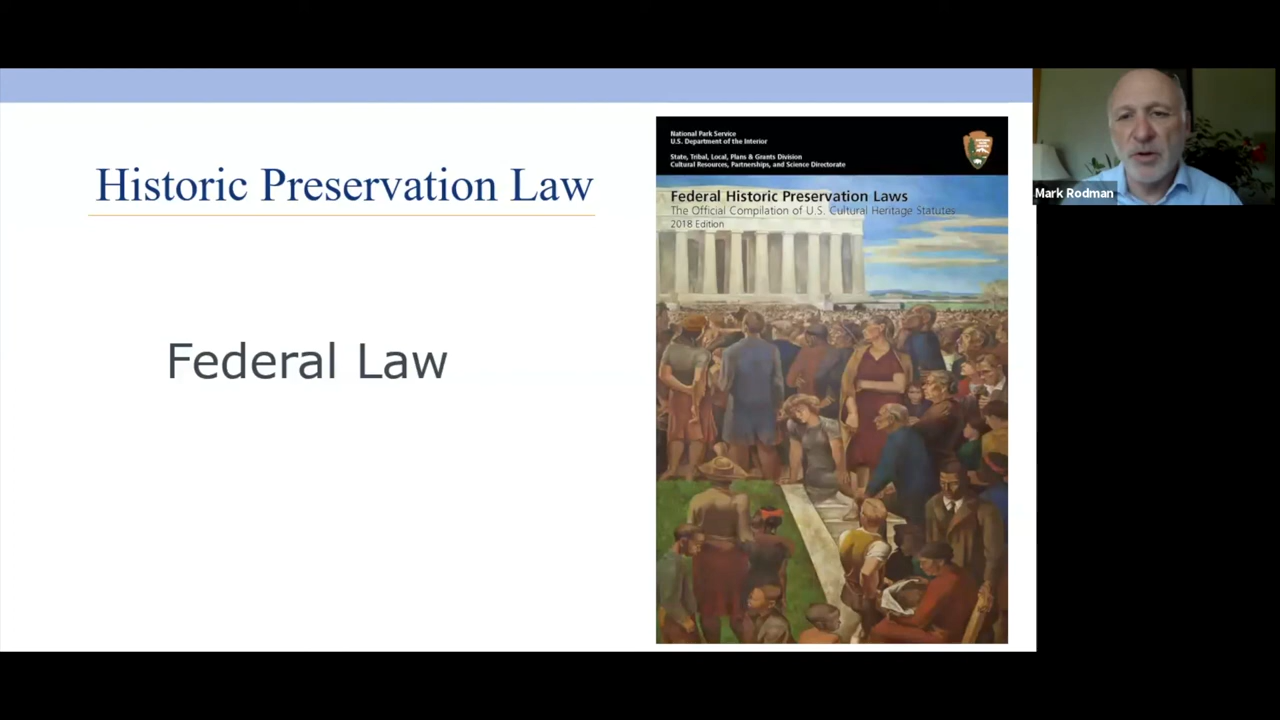 Historic Preservation Law
Federal Law
National Park Service
U.S. Department of the Interior
State, Tribal, Local, Plans & Grants Division
Cultural Resources, Partnerships, and Science Directorate
Federal Historic Preservation Laws
The Official Compilation of U.S. Cultural Heritage Statutes
2018 Edition
Mark Rodman